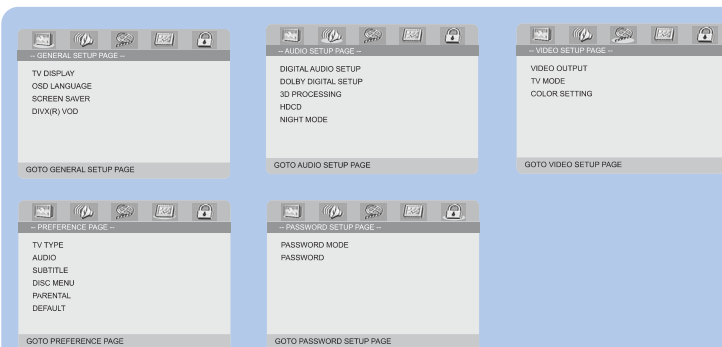 -- GENERAL SETUP PAGE --
TV DISPLAY
OSD LANGUAGE
SCREEN SAVER
DIVX(R) VOD
GOTO GENERAL SETUP PAGE
-- AUDIO SETUP PAGE --
DIGITAL AUDIO SETUP
DOLBY DIGITAL SETUP
3D PROCESSING
HDCD
NIGHT MODE
GOTO AUDIO SETUP PAGE
-- VIDEO SETUP PAGE --
VIDEO OUTPUT
TV MODE
COLOR SETTING
GOTO VIDEO SETUP PAGE
-- PREFERENCE PAGE --
TV TYPE
AUDIO
SUBTITLE
DISC MENU
PARENTAL
DEFAULT
GOTO PREFERENCE PAGE
-- PASSWORD SETUP PAGE --
PASSWORD MODE
PASSWORD
GOTO PASSWORD SETUP PAGE